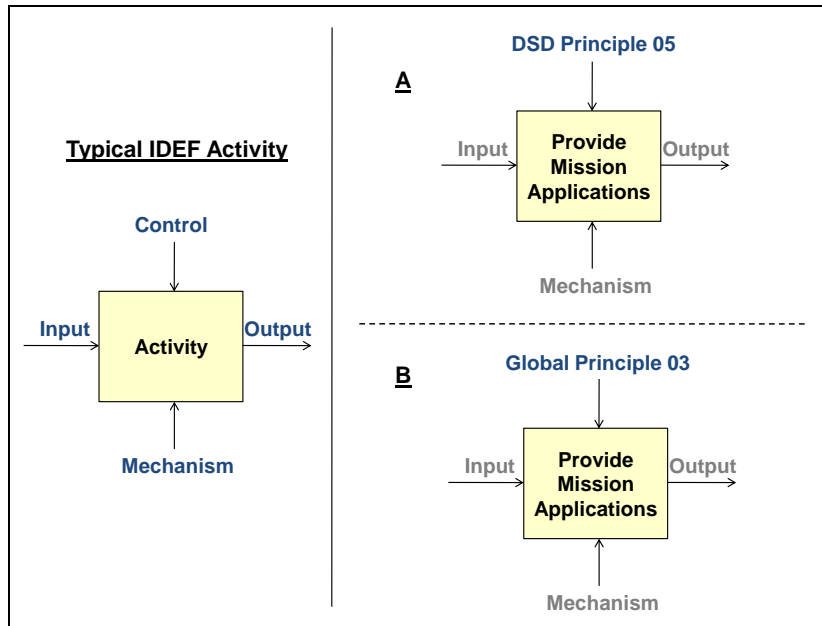 Typical IDEF Activity
Control
Input
Activity
Output
Mechanism
A
DSD Principle 05
Input
Provide
Mission
Applications
Output
Mechanism
B
Global Principle 03
Input
Provide
Mission
Applications
Output
Mechanism